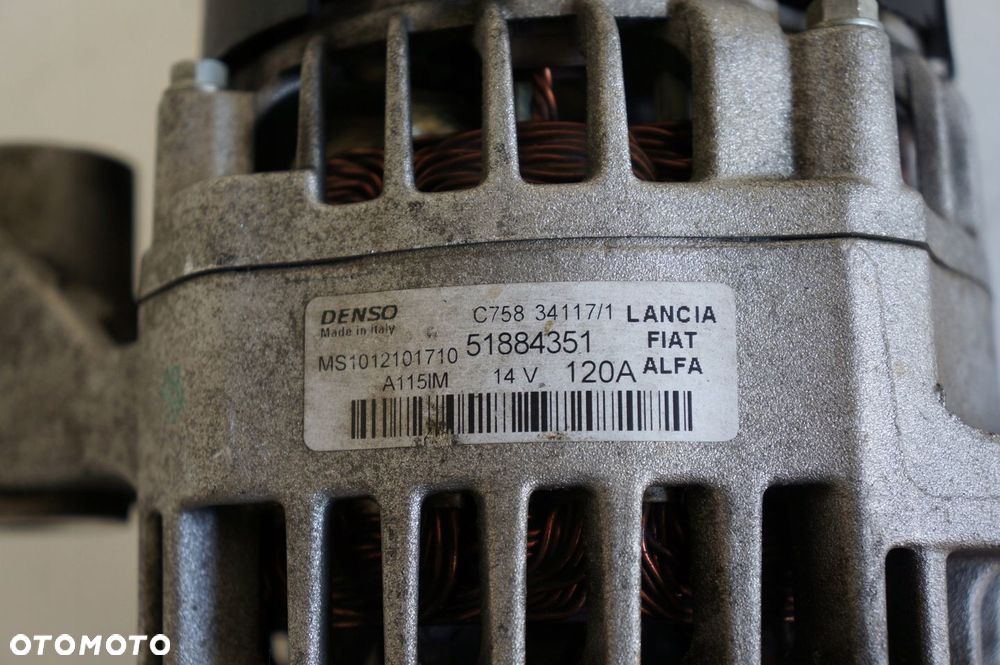 DENSO C758 34117/1 LANCIA
Made in Italy
MS1012101710 51884351 FIAT
A115IM 14 V 120A ALFA
OTOMOTO